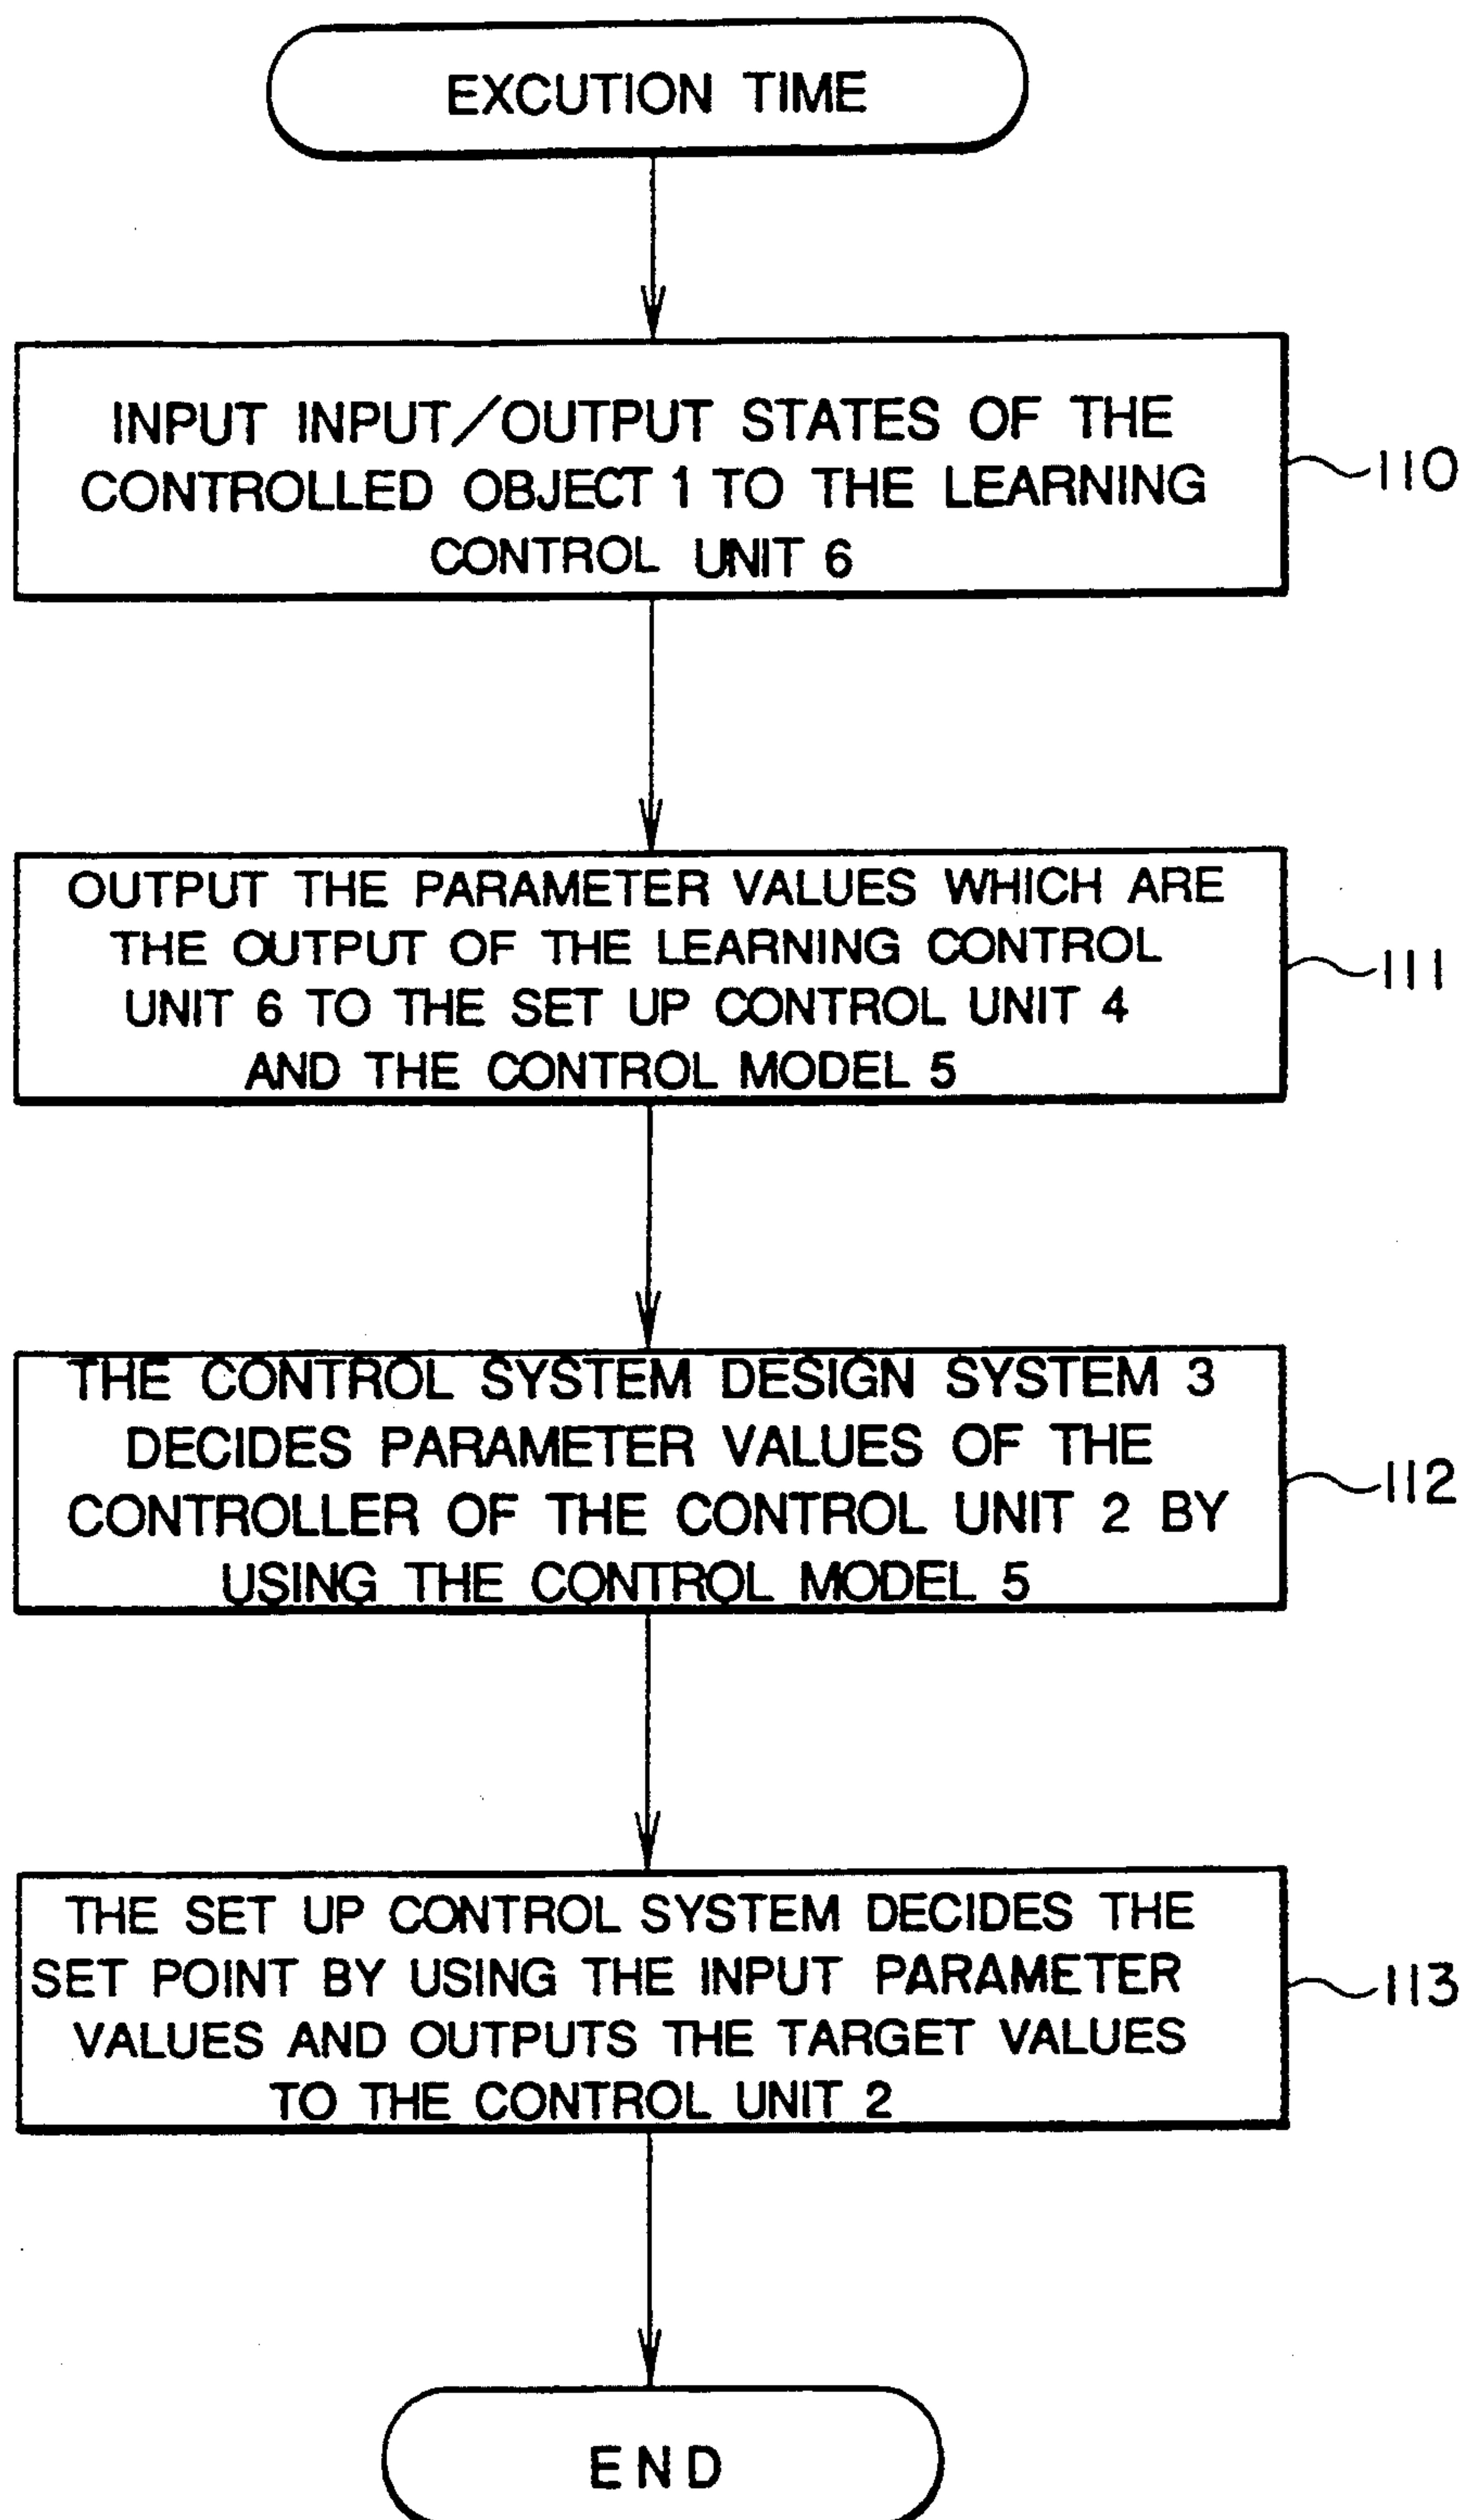 EXCUTION TIME
INPUT INPUT/OUTPUT STATES OF THE
CONTROLLED OBJECT 1 TO THE LEARNING
CONTROL UNIT 6
110
OUTPUT THE PARAMETER VALUES WHICH ARE
THE OUTPUT OF THE LEARNING CONTROL
UNIT 6 TO THE SET UP CONTROL UNIT 4
AND THE CONTROL MODEL 5
111
THE CONTROL SYSTEM DESIGN SYSTEM 3
DECIDES PARAMETER VALUES OF THE
CONTROLLER OF THE CONTROL UNIT 2 BY
USING THE CONTROL MODEL 5
112
THE SET UP CONTROL SYSTEM DECIDES THE
SET POINT BY USING THE INPUT PARAMETER
VALUES AND OUTPUTS THE TARGET VALUES
TO THE CONTROL UNIT 2
113
END